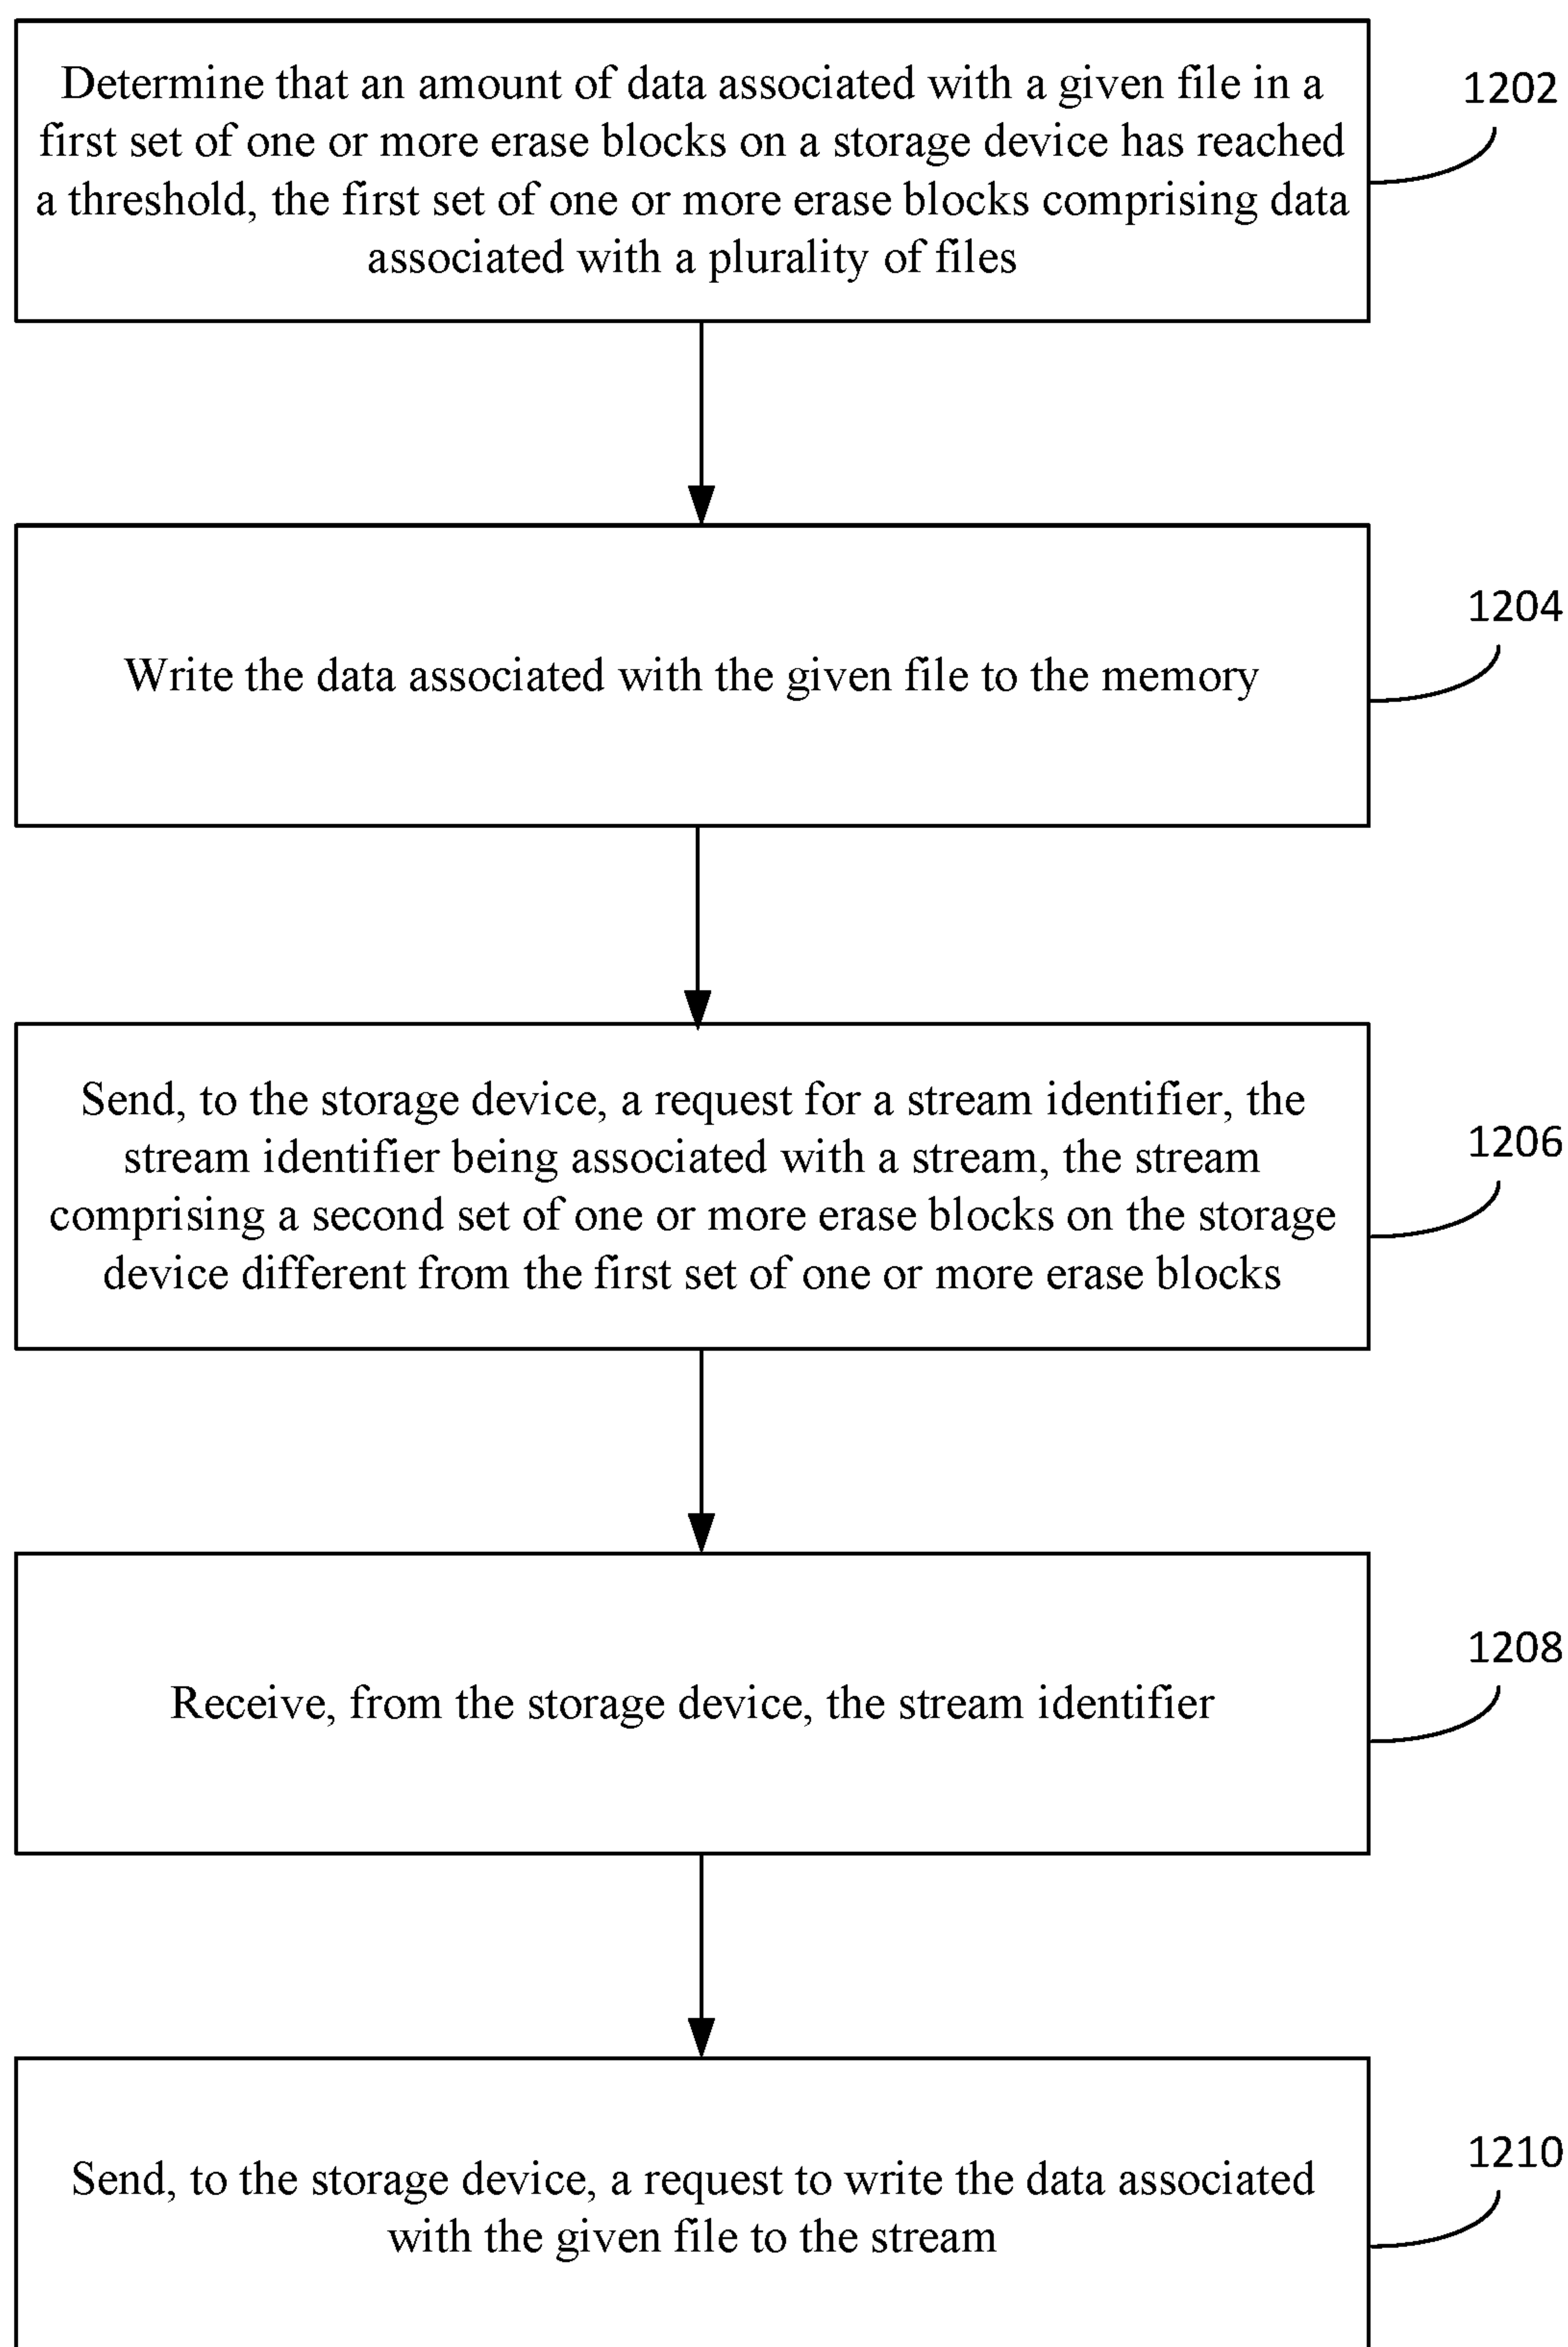 Determine that an amount of data associated with a given file in a
first set of one or more erase blocks on a storage device has reached
a threshold, the first set of one or more erase blocks comprising data
associated with a plurality of files
1202
Write the data associated with the given file to the memory
1204
Send, to the storage device, a request for a stream identifier, the
stream identifier being associated with a stream, the stream
comprising a second set of one or more erase blocks on the storage
device different from the first set of one or more erase blocks
1206
Receive, from the storage device, the stream identifier
1208
Send, to the storage device, a request to write the data associated
with the given file to the stream
1210